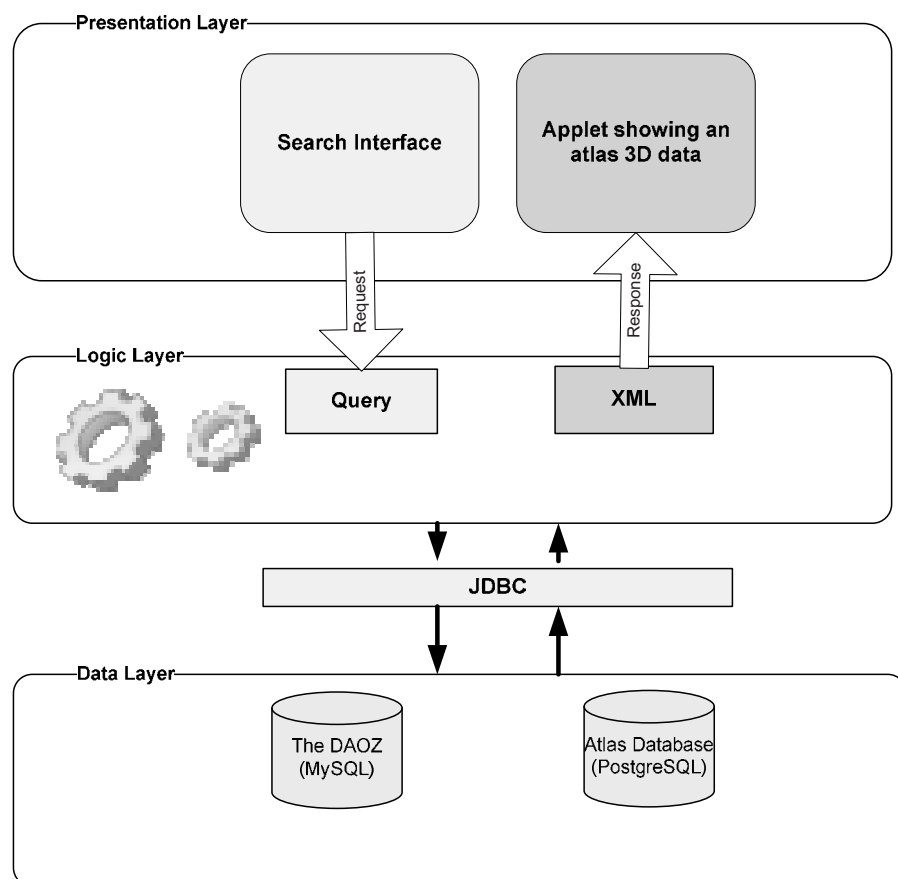 Presentation Layer
Search Interface
Applet showing an
atlas 3D data
Request
Response
Logic Layer
Query
XML
JDBC
Data Layer
The DAOZ
(MySQL)
Atlas Database
(PostgreSQL)